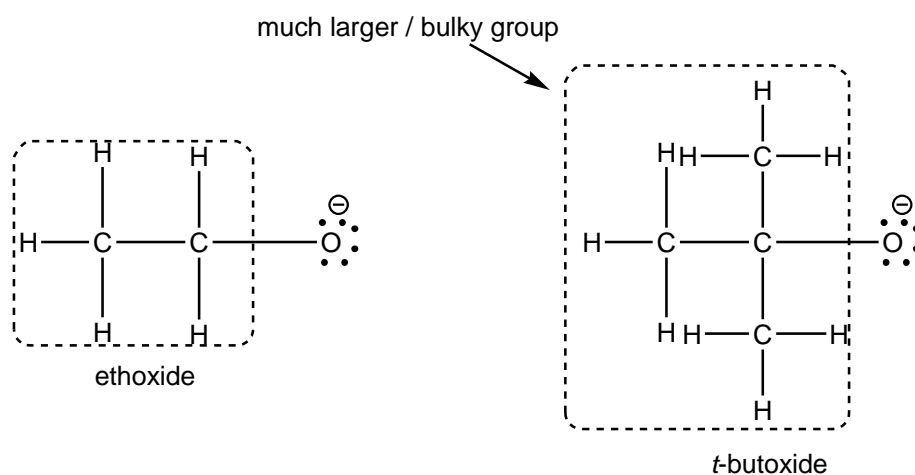 much larger / bulky group
H
H H H C H
H H
H C C O ⊖
H C C O ⊖
H H
H H H C H
H
ethoxide
t-butoxide